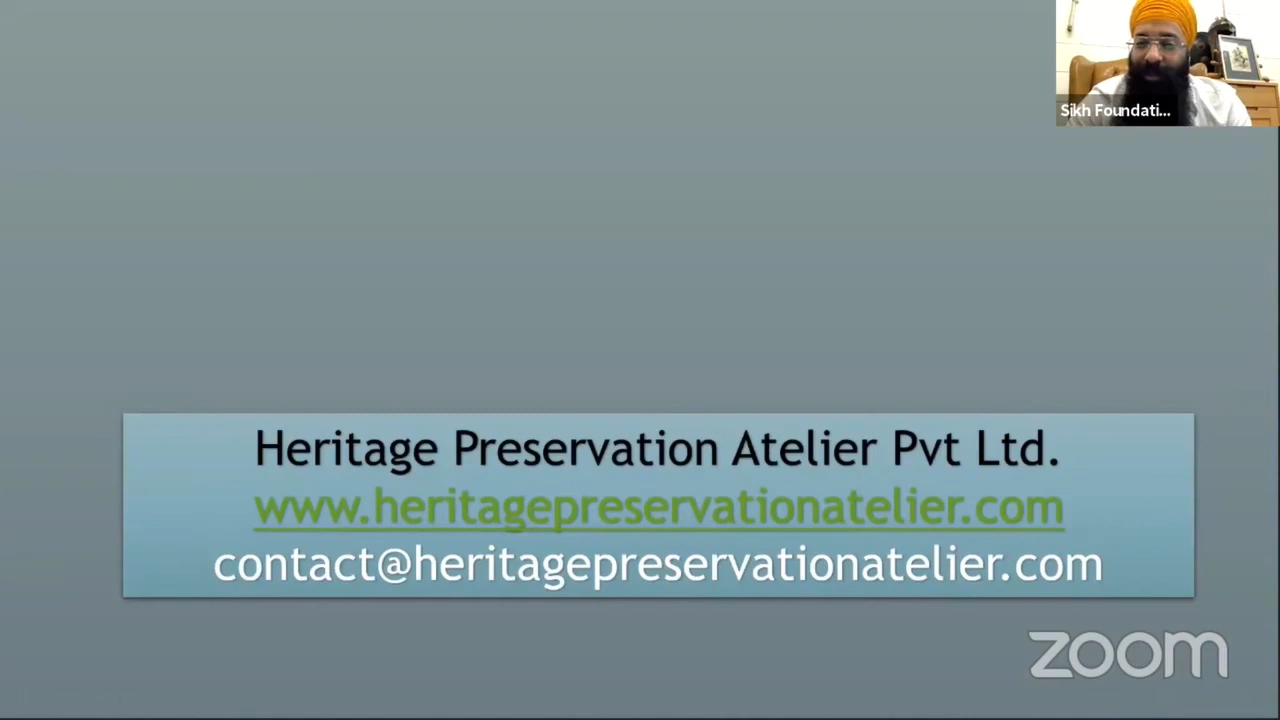 Sikh Foundati...
Heritage Preservation Atelier Pvt Ltd.
www.heritagepreservationatelier.com
contact@heritagepreservationatelier.com
zoom